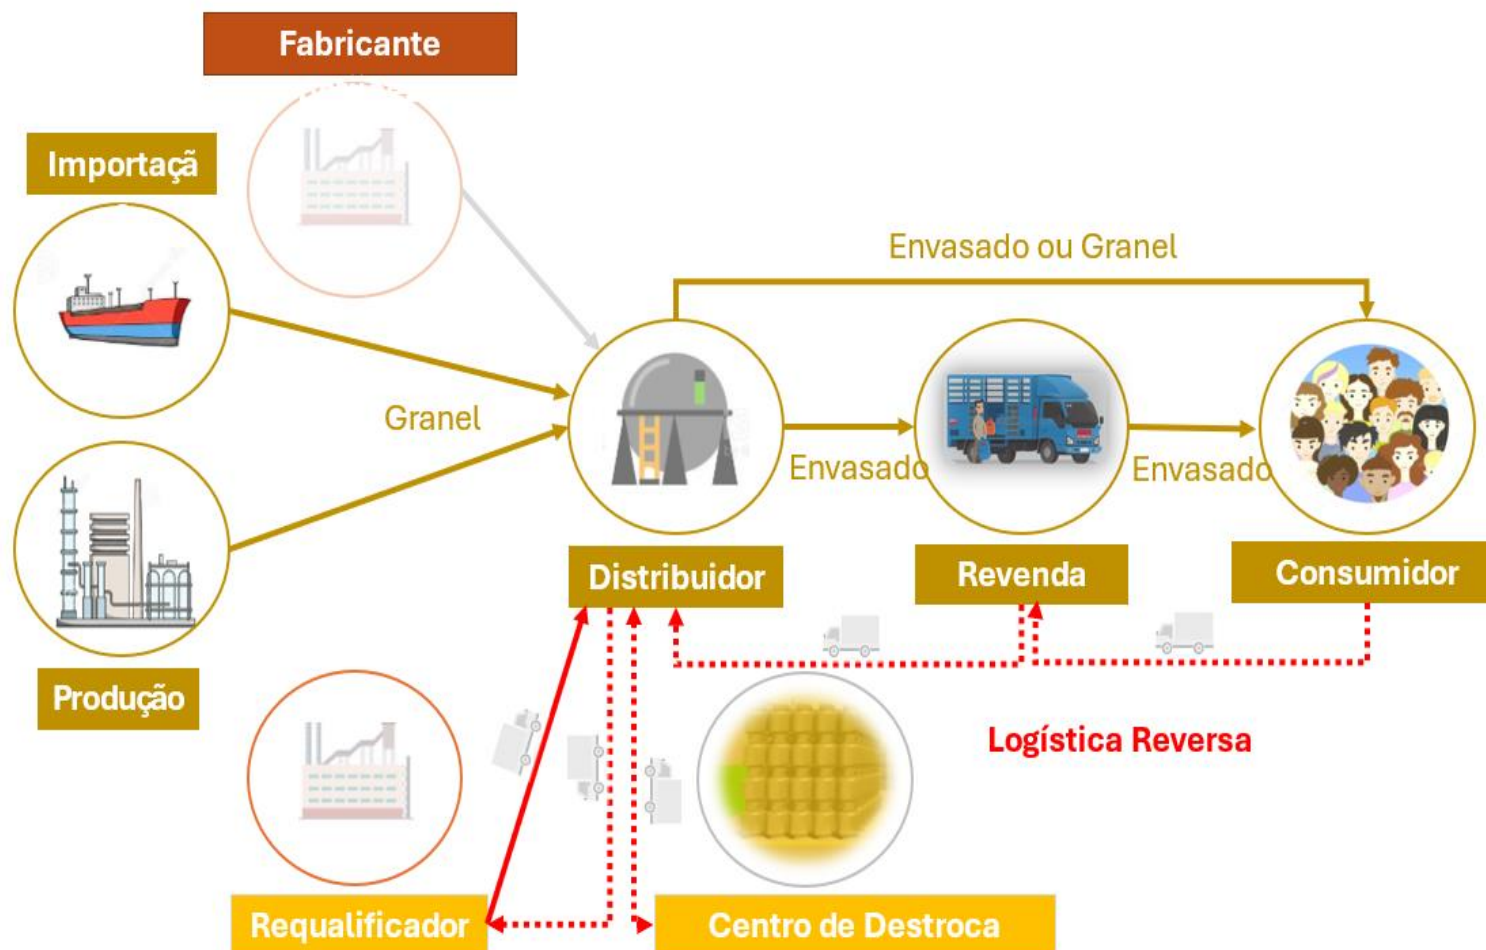 Fabricante
Importaçã
Envasado ou Granel
Granel
Envasado
Envasado
Distribuidor
Revenda
Consumidor
Produção
Logística Reversa
Requalificador
Centro de Destroca